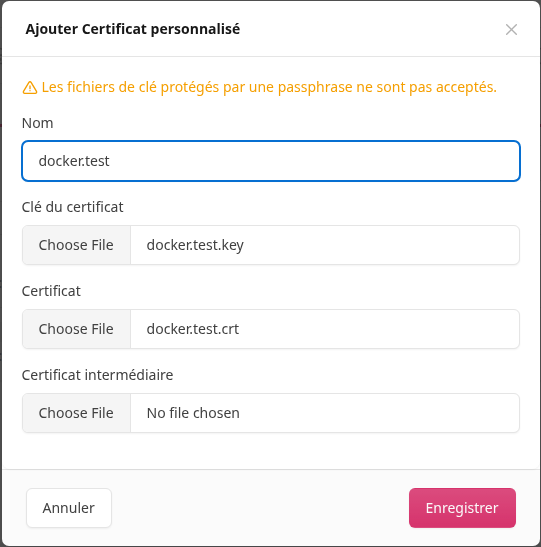 Ajouter Certificat personnalisé
Les fichiers de clé protégés par une passphrase ne sont pas acceptés.
Nom
docker.test
Clé du certificat
Choose File docker.test.key
Certificat
Choose File docker.test.crt
Certificat intermédiaire
Choose File No file chosen
Annuler Enregistrer